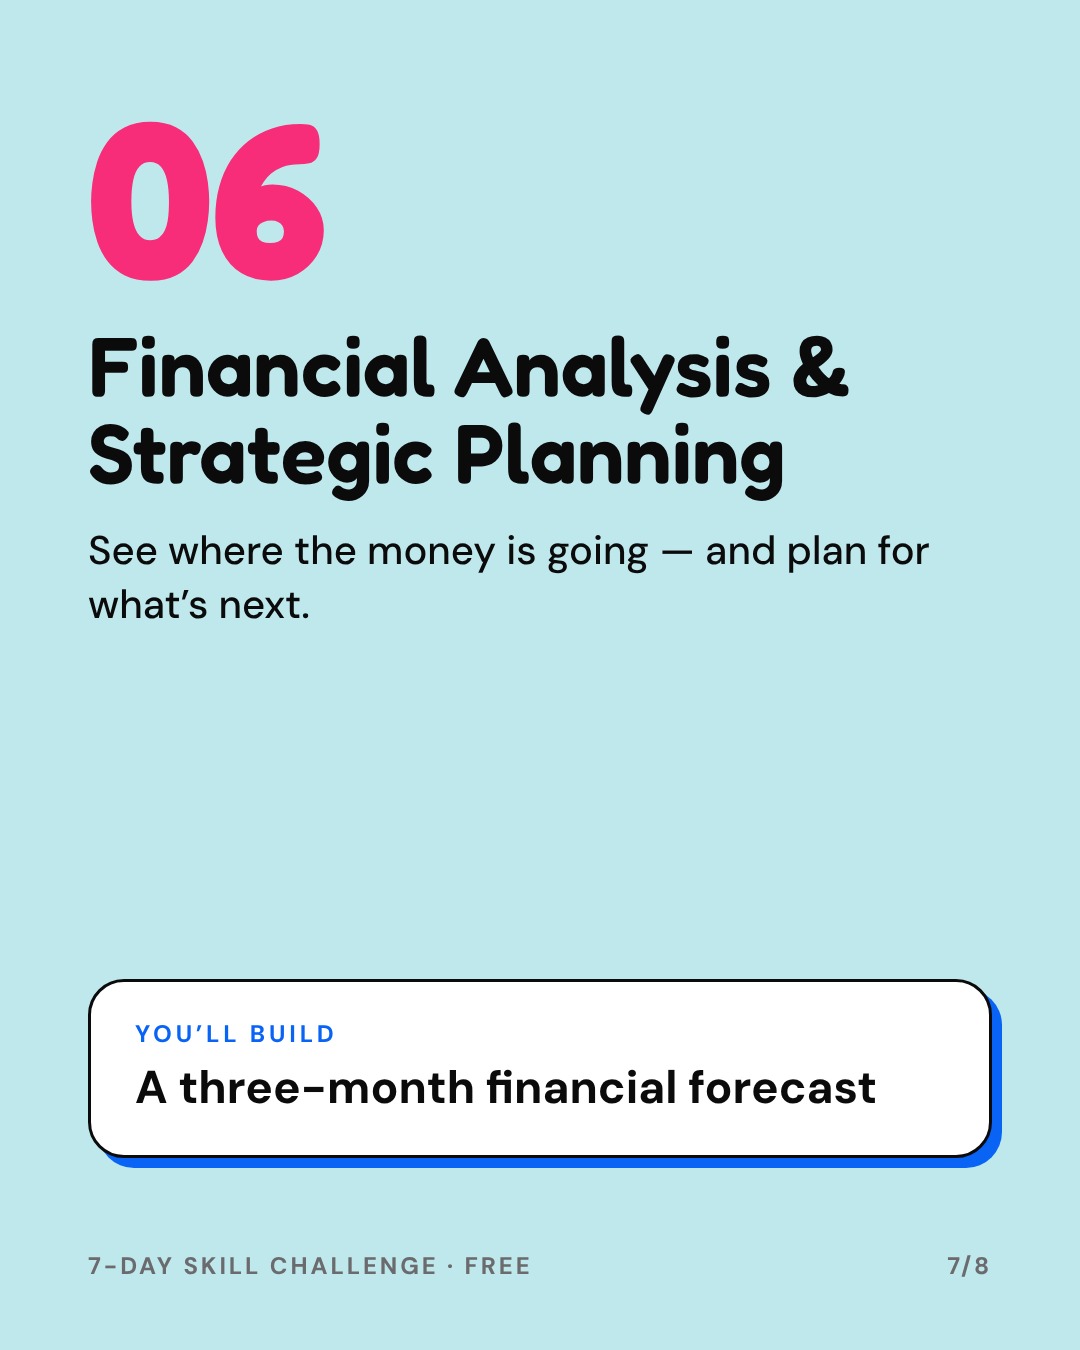 06
Financial Analysis &
Strategic Planning
See where the money is going — and plan for
what’s next.
YOU’LL BUILD
A three-month financial forecast
7-DAY SKILL CHALLENGE · FREE
7/8